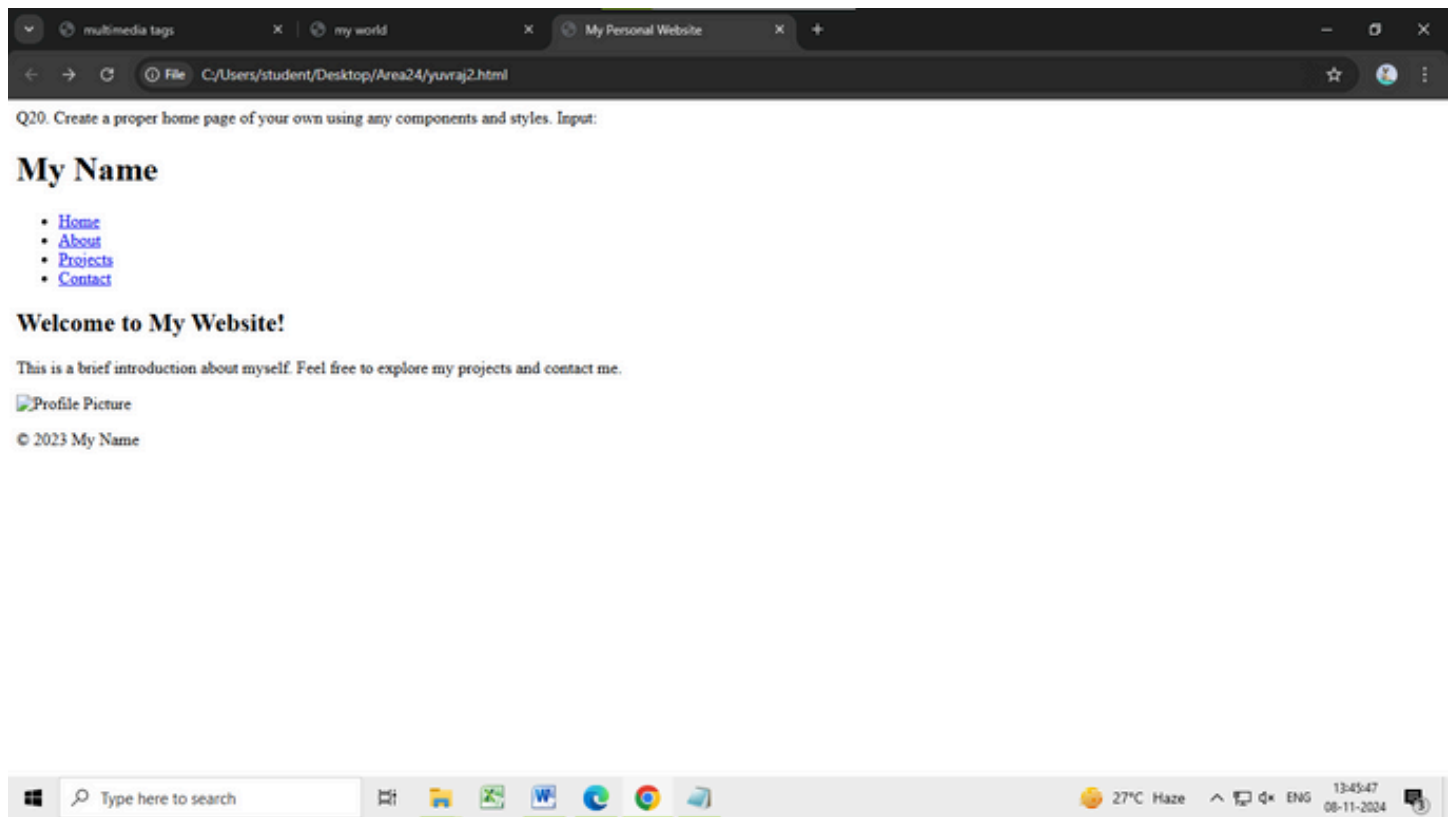 multimedia tags
my world
My Personal Website
File C:/Users/student/Desktop/Area24/yuvraj2.html
Q20. Create a proper home page of your own using any components and styles. Input:
My Name
• Home
• About
• Projects
• Contact
Welcome to My Website!
This is a brief introduction about myself. Feel free to explore my projects and contact me.
Profile Picture
© 2023 My Name
Type here to search
27°C Haze
ENG
13:45:47
08-11-2024
3